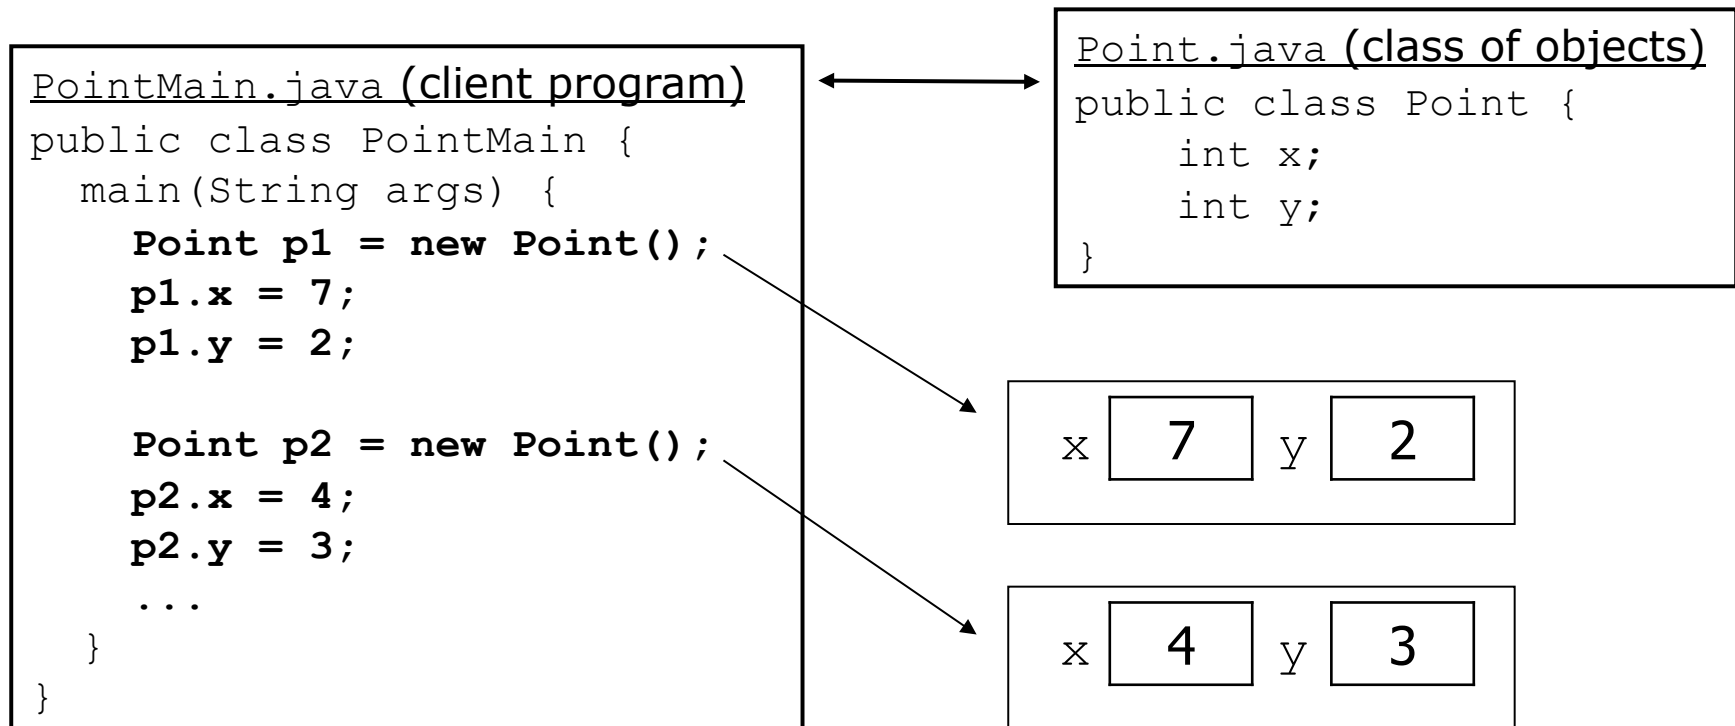 PointMain.java (client program)
public class PointMain {
main(String args) {
Point p1 = new Point();
p1.x = 7;
p1.y = 2;
Point p2 = new Point();
p2.x = 4;
p2.y = 3;
...
}
}
Point.java (class of objects)
public class Point {
int x;
int y;
}
x 7 y 2
x 4 y 3